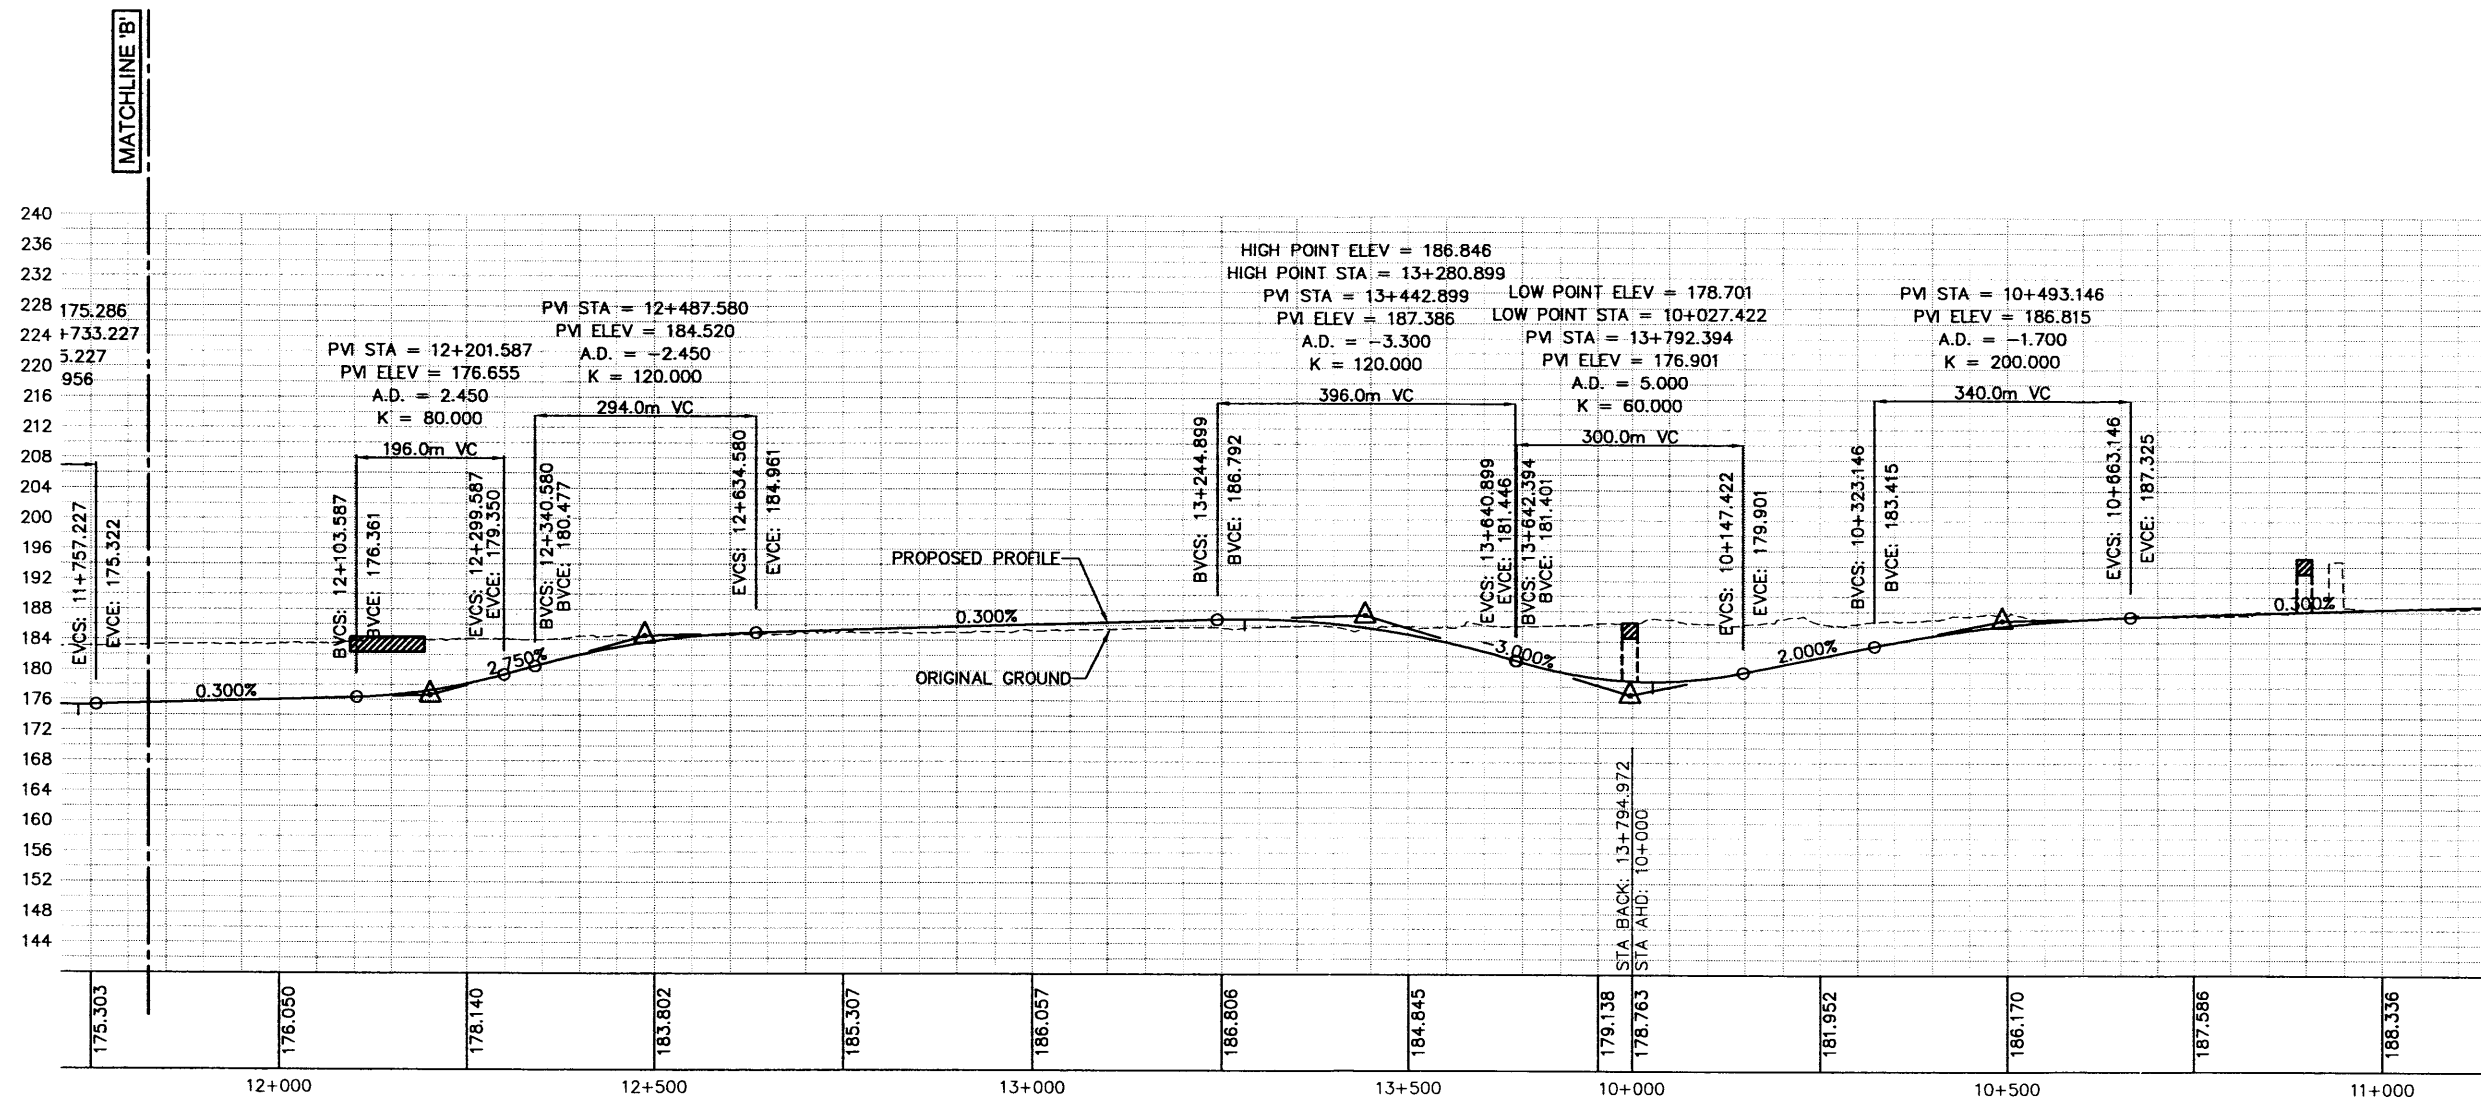 MATCHLINE 'B'
240
236
232
228
224
220
216
212
208
204
200
196
192
188
184
180
176
172
168
164
160
156
152
148
144
175.286
+733.227
5.227
956
EVCS: 11+757.227
EVCE: 175.322
0.300%
PVI STA = 12+201.587
PVI ELEV = 176.655
A.D. = 2.450
K = 80.000
196.0m VC
BVCS: 12+103.587
BVCE: 176.361
EVCS: 12+299.587
EVCE: 179.350
2.750%
PVI STA = 12+487.580
PVI ELEV = 184.520
A.D. = -2.450
K = 120.000
294.0m VC
BVCS: 12+340.580
BVCE: 180.477
EVCS: 12+634.580
EVCE: 184.961
PROPOSED PROFILE
0.300%
ORIGINAL GROUND
HIGH POINT ELEV = 186.846
HIGH POINT STA = 13+280.899
PVI STA = 13+442.899
PVI ELEV = 187.386
A.D. = -3.300
K = 120.000
396.0m VC
BVCS: 13+244.899
BVCE: 186.792
EVCS: 13+640.899
EVCE: 181.446
-3.000%
LOW POINT ELEV = 178.701
LOW POINT STA = 10+027.422
PVI STA = 13+792.394
PVI ELEV = 176.901
A.D. = 5.000
K = 60.000
300.0m VC
BVCS: 13+642.394
BVCE: 181.401
EVCS: 10+147.422
EVCE: 179.901
2.000%
STA BACK: 13+794.972
STA AHD: 10+000
PVI STA = 10+493.146
PVI ELEV = 186.815
A.D. = -1.700
K = 200.000
340.0m VC
BVCS: 10+323.146
BVCE: 183.415
EVCS: 10+663.146
EVCE: 187.325
0.300%
175.303
176.050
178.140
183.802
185.307
186.057
186.806
184.845
179.138
178.763
181.952
186.170
187.586
188.336
12+000
12+500
13+000
13+500
10+000
10+500
11+000